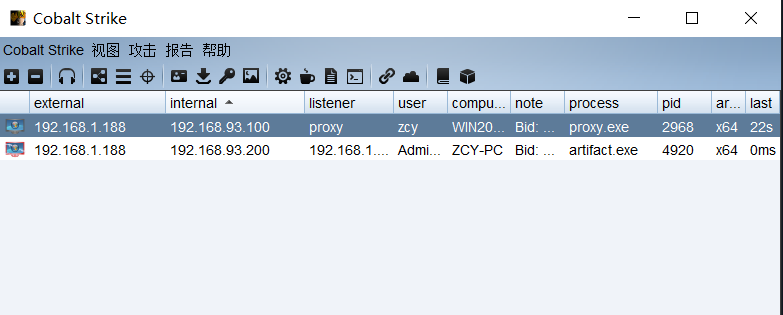 Cobalt Strike
Cobalt Strike 视图 攻击 报告 帮助
external internal listener user compu... note process pid ar... last
192.168.1.188 192.168.93.100 proxy zcy WIN20... Bid: ... proxy.exe 2968 x64 22s
192.168.1.188 192.168.93.200 192.168.1.... Admi... ZCY-PC Bid: ... artifact.exe 4920 x64 0ms